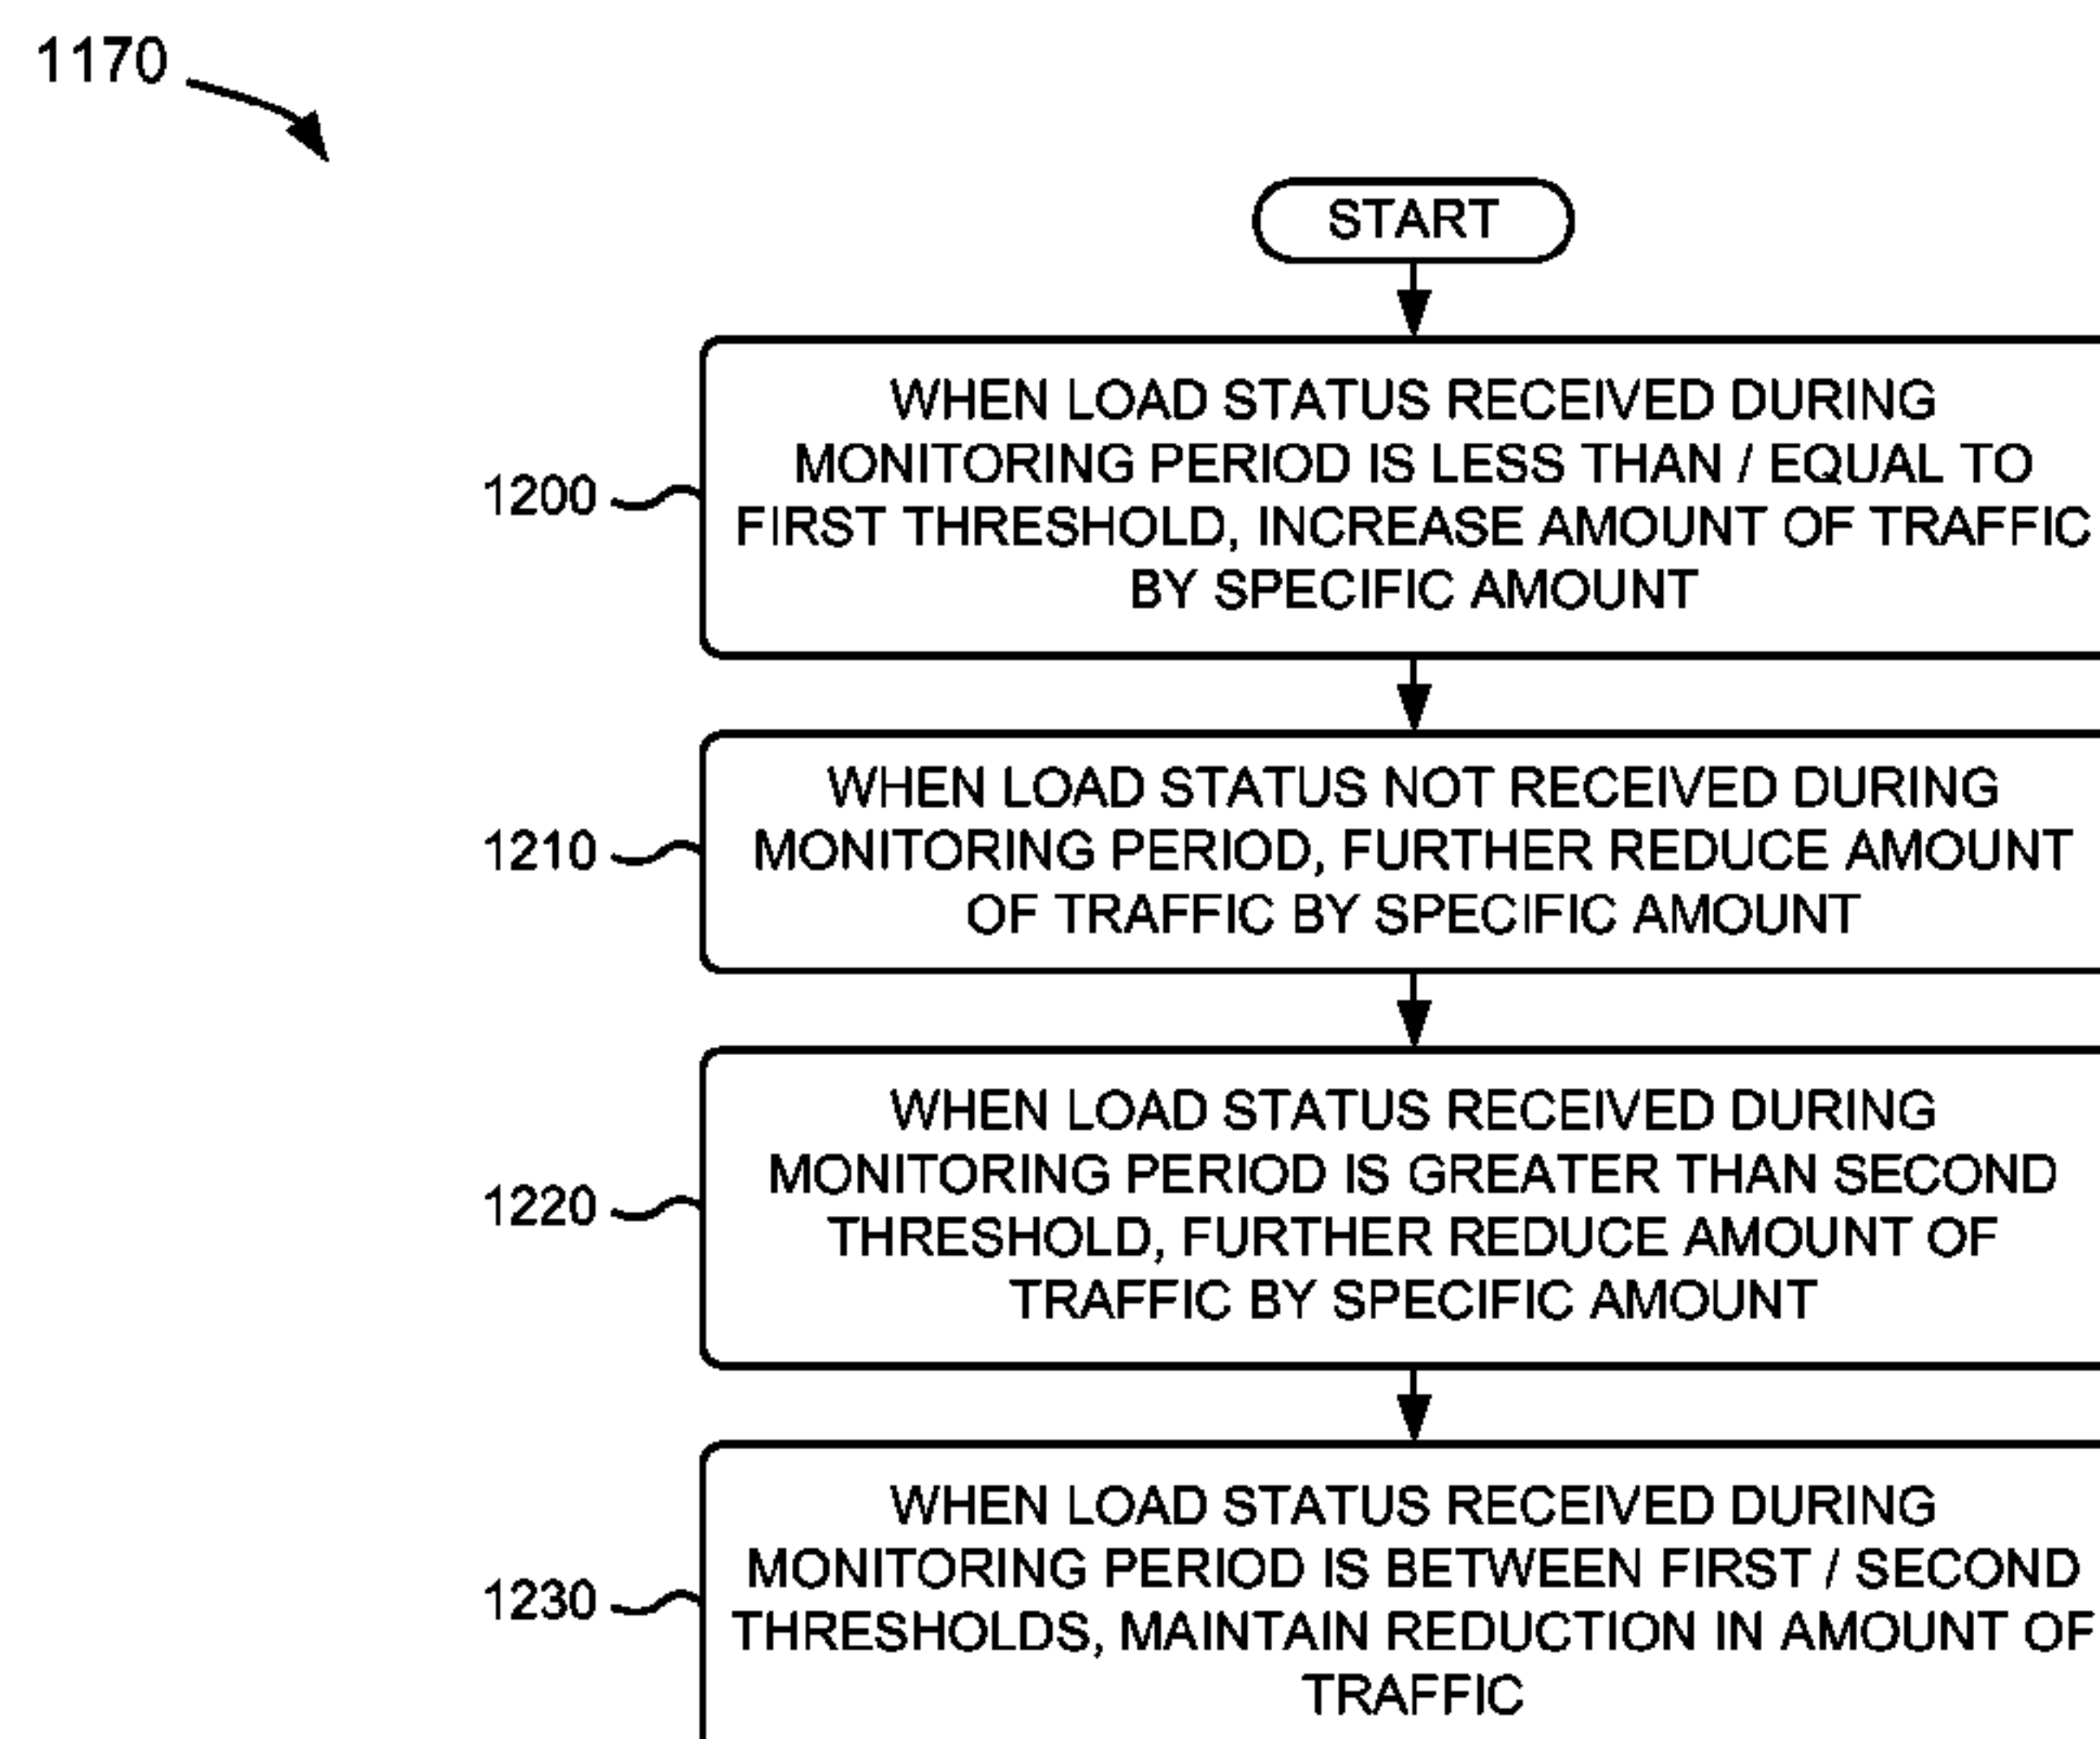 1170
START
1200
WHEN LOAD STATUS RECEIVED DURING
MONITORING PERIOD IS LESS THAN / EQUAL TO
FIRST THRESHOLD, INCREASE AMOUNT OF TRAFFIC
BY SPECIFIC AMOUNT
1210
WHEN LOAD STATUS NOT RECEIVED DURING
MONITORING PERIOD, FURTHER REDUCE AMOUNT
OF TRAFFIC BY SPECIFIC AMOUNT
1220
WHEN LOAD STATUS RECEIVED DURING
MONITORING PERIOD IS GREATER THAN SECOND
THRESHOLD, FURTHER REDUCE AMOUNT OF
TRAFFIC BY SPECIFIC AMOUNT
1230
WHEN LOAD STATUS RECEIVED DURING
MONITORING PERIOD IS BETWEEN FIRST / SECOND
THRESHOLDS, MAINTAIN REDUCTION IN AMOUNT OF
TRAFFIC